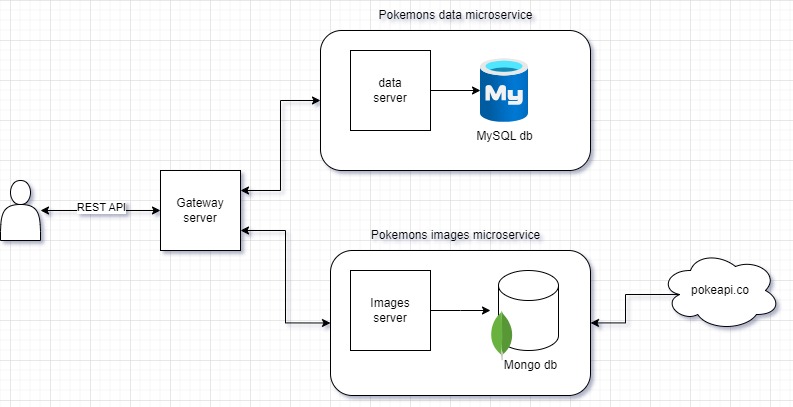 Pokemons data microservice
data
server
My
MySQL db
REST API
Gateway
server
Pokemons images microservice
Images
server
Mongo db
pokeapi.co